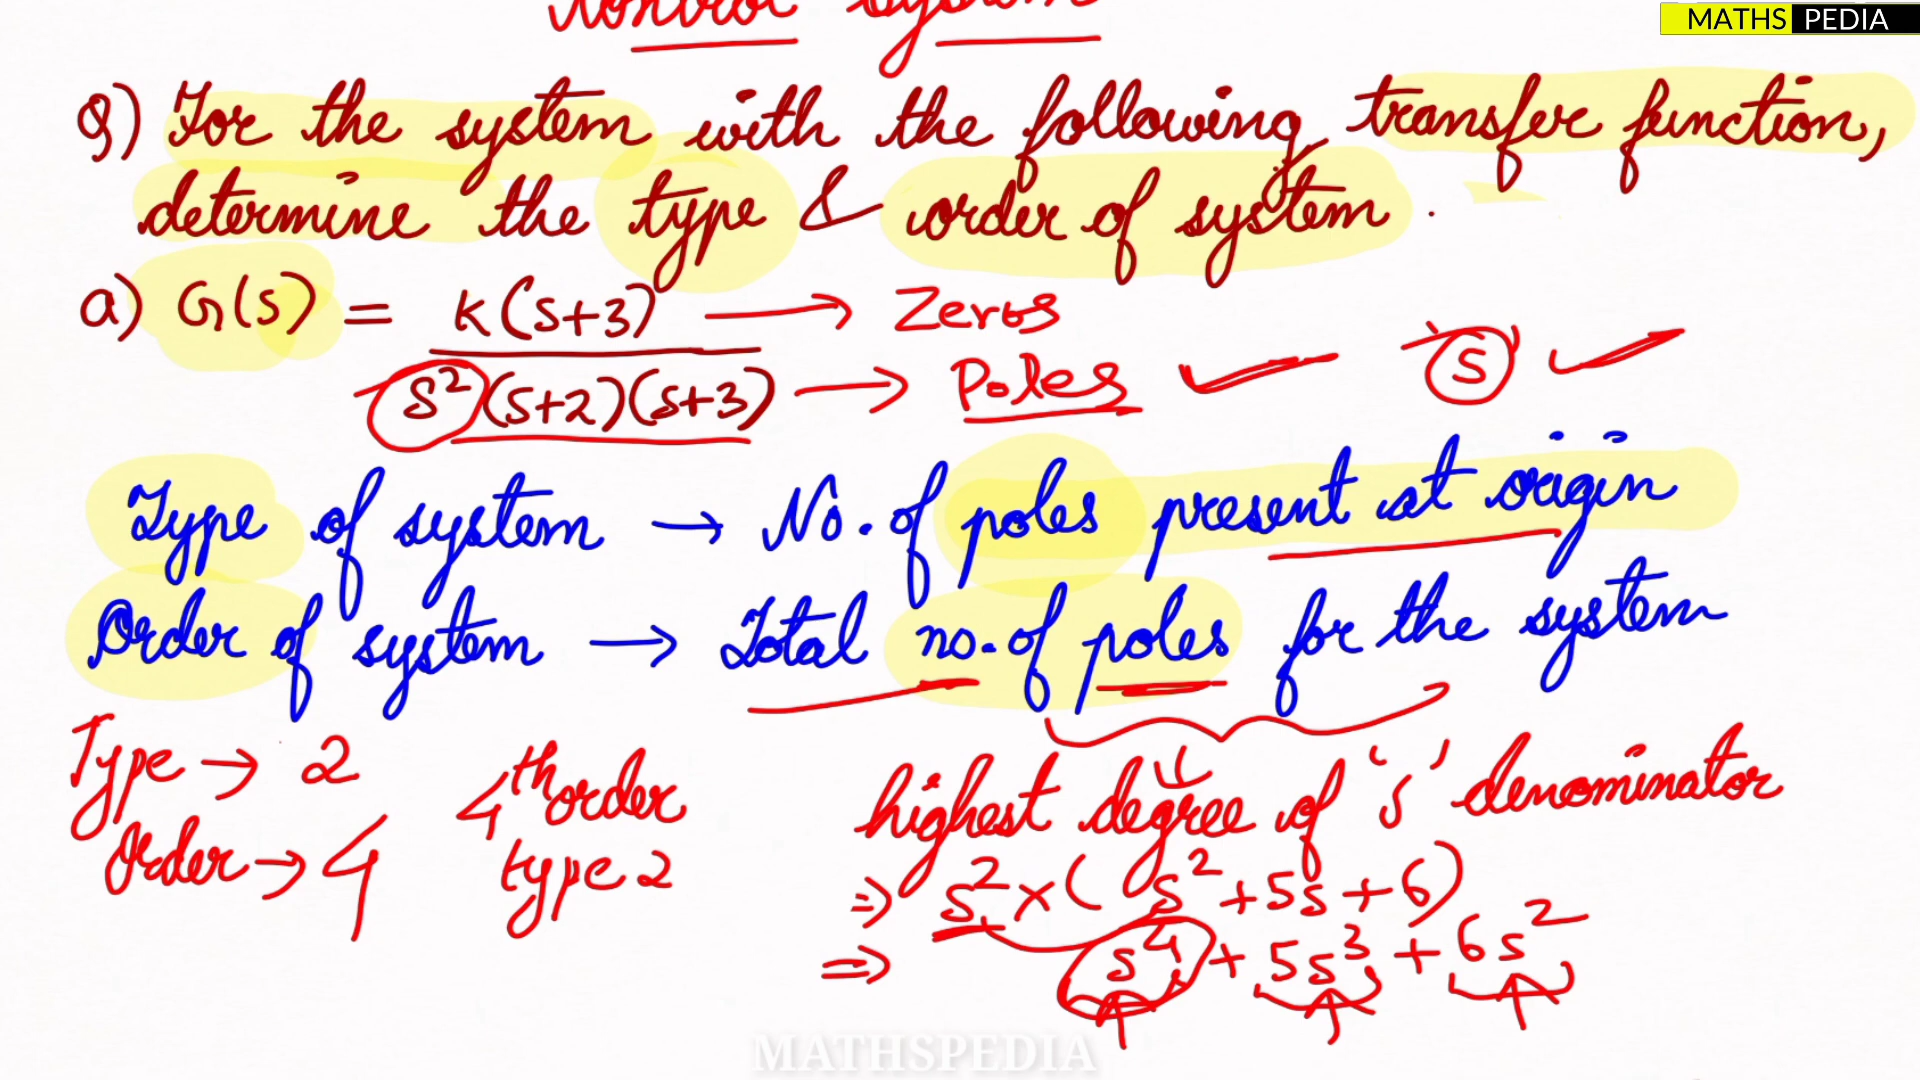 Control System
MATHS PEDIA
Q) For the system with the following transfer function,
determine the type & order of system.
a) G(s) = K(s+3) → Zeros
s²(s+2)(s+3) → Poles 's'
Type of system → No. of poles present at origin
Order of system → Total no. of poles for the system
Type → 2
Order → 4
4th order
type 2
highest degree of 's' denominator
⇒ s² × (s² + 5s + 6)
⇒ s⁴ + 5s³ + 6s²
MATHSPEDIA